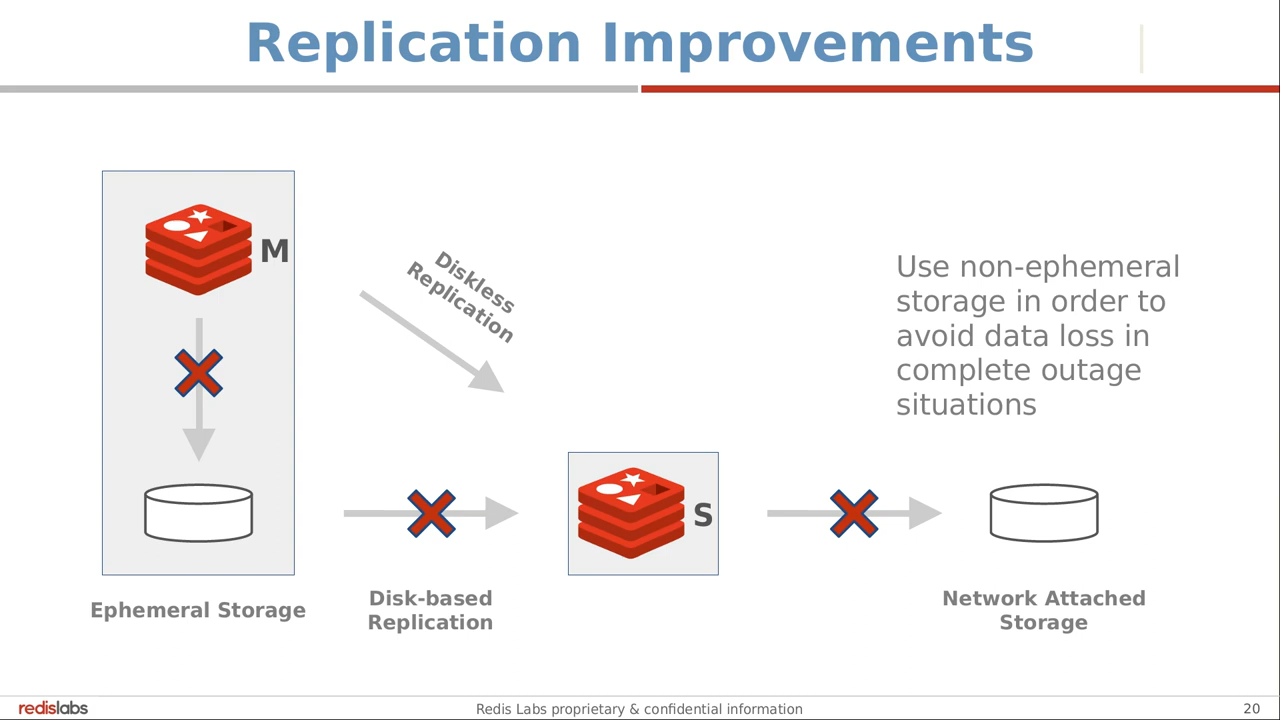 Replication Improvements
M
Diskless
Replication
Use non-ephemeral
storage in order to
avoid data loss in
complete outage
situations
S
Ephemeral Storage
Disk-based
Replication
Network Attached
Storage
redislabs
Redis Labs proprietary & confidential information
20